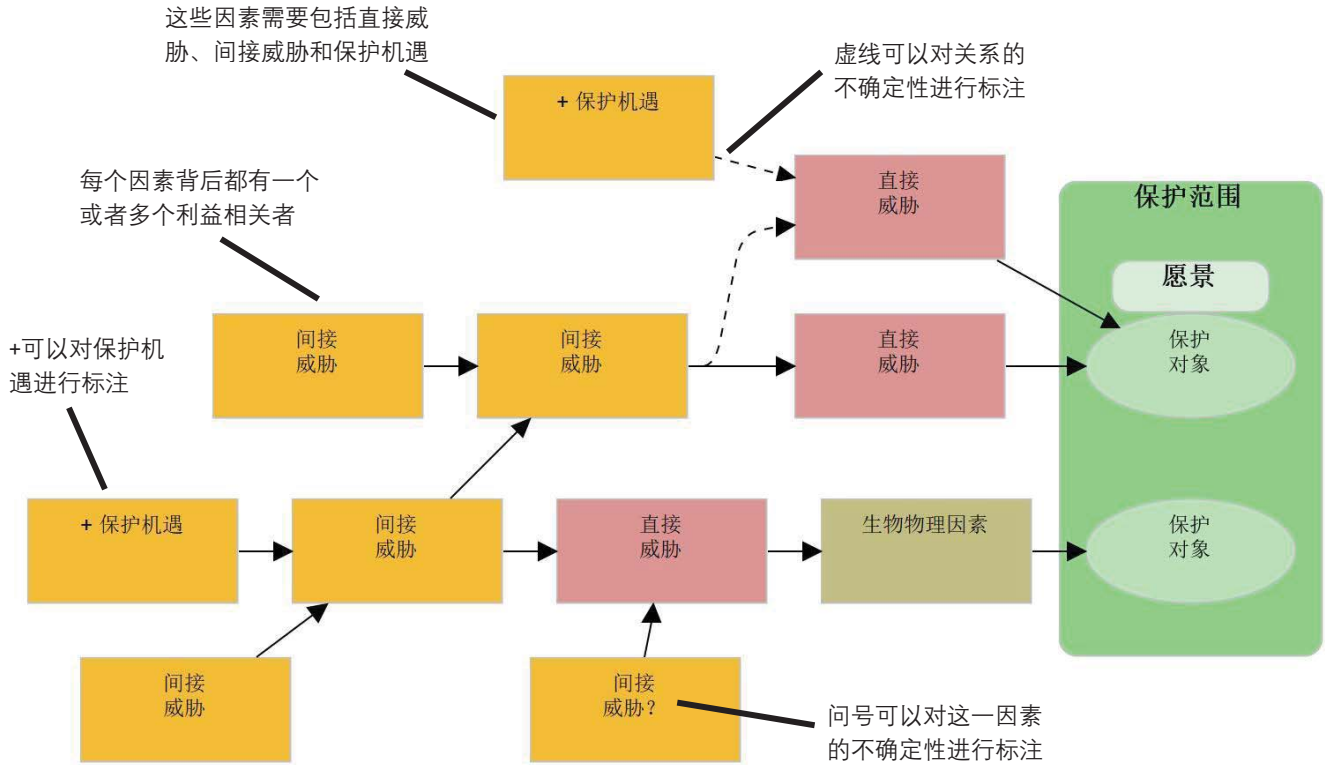 这些因素需要包括直接威
胁、间接威胁和保护机遇
虚线可以对关系的
不确定性进行标注
+ 保护机遇
每个因素背后都有一个
或者多个利益相关者
直接
威胁
保护范围
愿景
+可以对保护机
遇进行标注
间接
威胁
间接
威胁
直接
威胁
保护
对象
+ 保护机遇
间接
威胁
直接
威胁
生物物理因素
保护
对象
间接
威胁
间接
威胁?
问号可以对这一因素
的不确定性进行标注